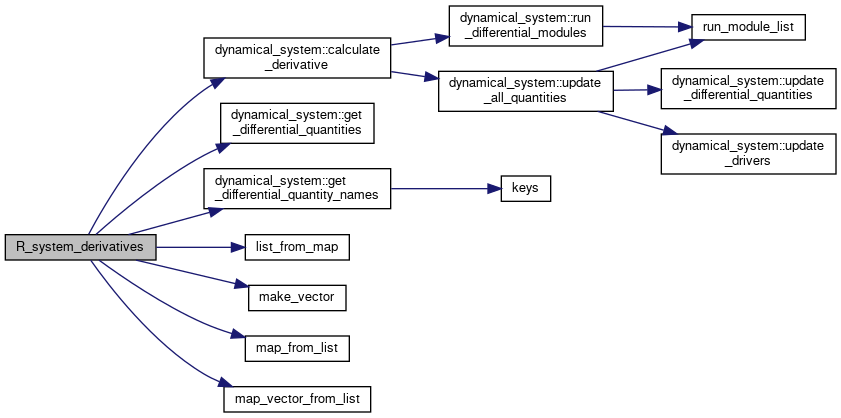 R_system_derivatives
dynamical_system::calculate
_derivative
dynamical_system::run
_differential_modules
run_module_list
dynamical_system::update
_all_quantities
dynamical_system::update
_differential_quantities
dynamical_system::update
_drivers
dynamical_system::get
_differential_quantities
dynamical_system::get
_differential_quantity_names
keys
list_from_map
make_vector
map_from_list
map_vector_from_list